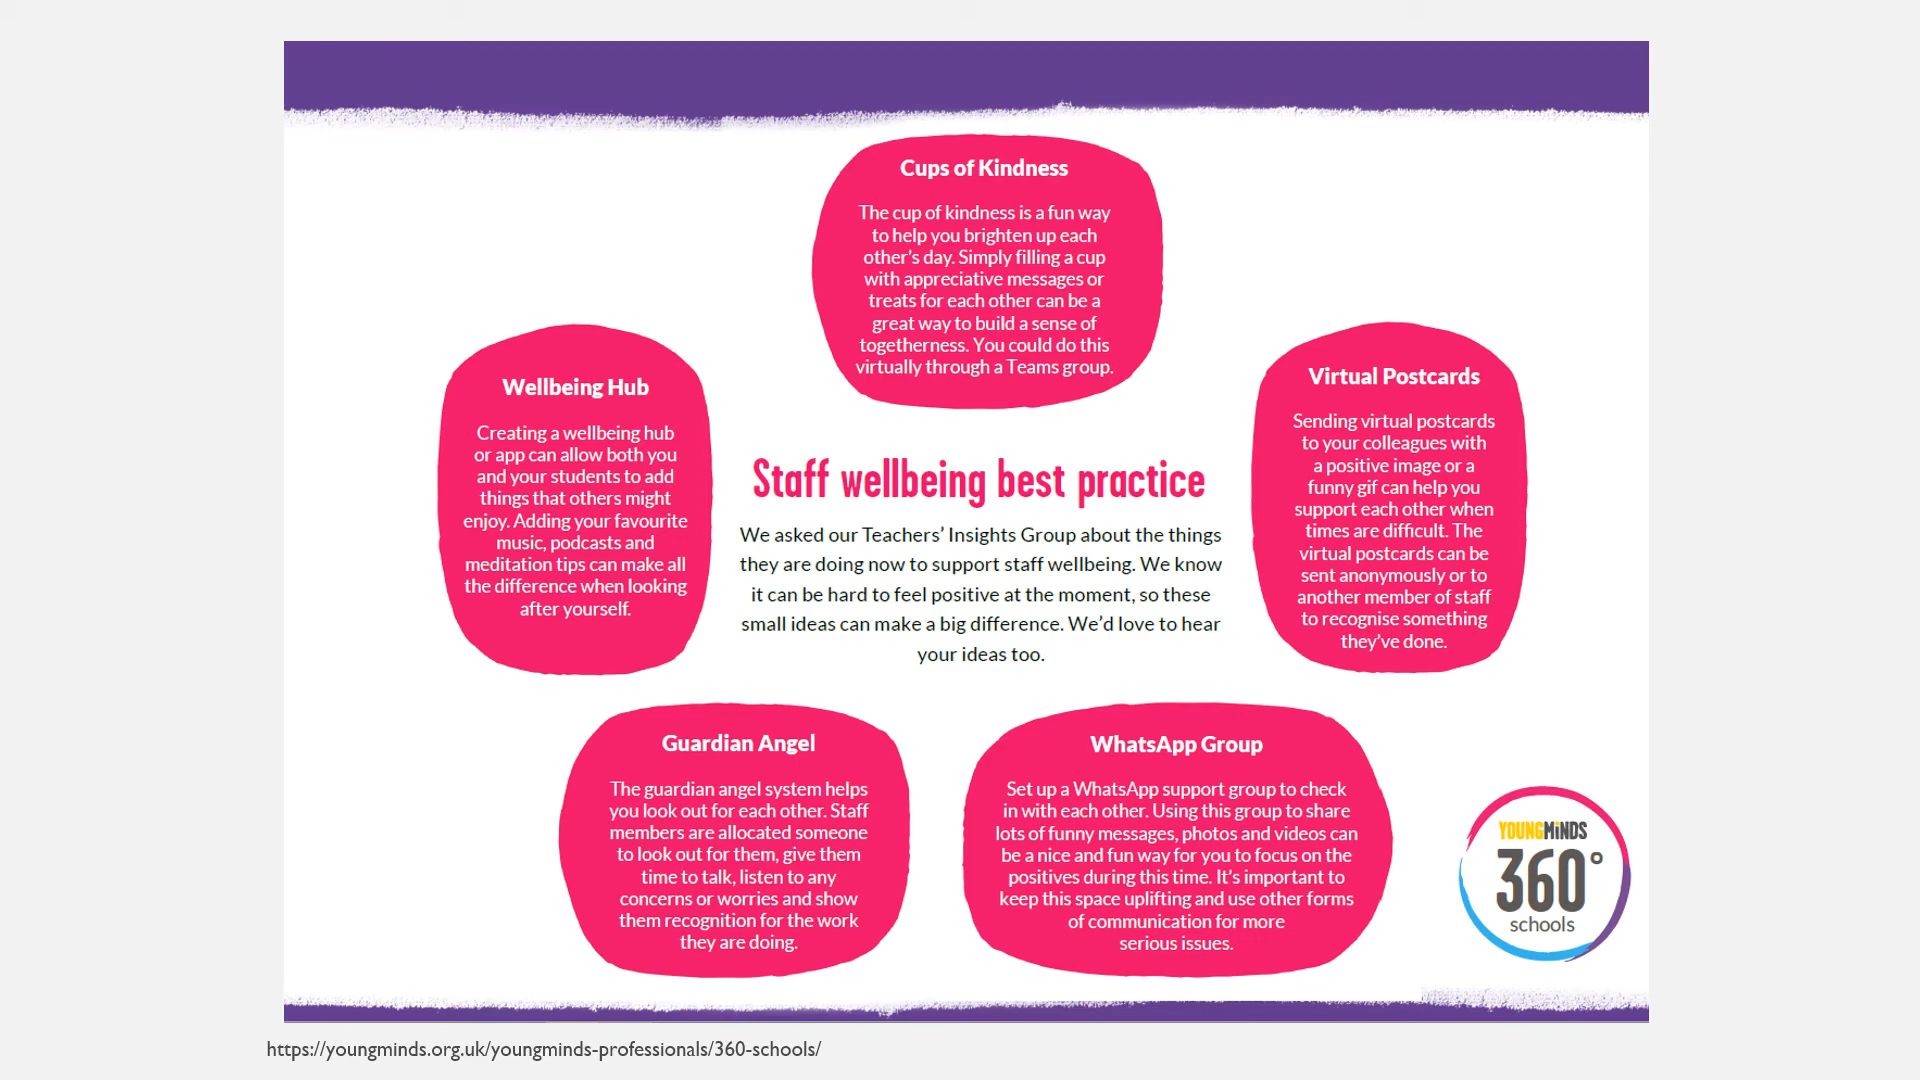 Cups of Kindness
The cup of kindness is a fun way
to help you brighten up each
other's day. Simply filling a cup
with appreciative messages or
treats for each other can be a
great way to build a sense of
togetherness. You could do this
virtually through a Teams group.
Wellbeing Hub
Creating a wellbeing hub
or app can allow both you
and your students to add
things that others might
enjoy. Adding your favourite
music, podcasts and
meditation tips can make all
the difference when looking
after yourself.
Staff wellbeing best practice
We asked our Teachers’ Insights Group about the things
they are doing now to support staff wellbeing. We know
it can be hard to feel positive at the moment, so these
small ideas can make a big difference. We’d love to hear
your ideas too.
Virtual Postcards
Sending virtual postcards
to your colleagues with
a positive image or a
funny gif can help you
support each other when
times are difficult. The
virtual postcards can be
sent anonymously or to
another member of staff
to recognise something
they’ve done.
Guardian Angel
The guardian angel system helps
you look out for each other. Staff
members are allocated someone
to look out for them, give them
time to talk, listen to any
concerns or worries and show
them recognition for the work
they are doing.
WhatsApp Group
Set up a WhatsApp support group to check
in with each other. Using this group to share
lots of funny messages, photos and videos can
be a nice and fun way for you to focus on the
positives during this time. It’s important to
keep this space uplifting and use other forms
of communication for more
serious issues.
YOUNGMiNDS
360°
schools
https://youngminds.org.uk/youngminds-professionals/360-schools/